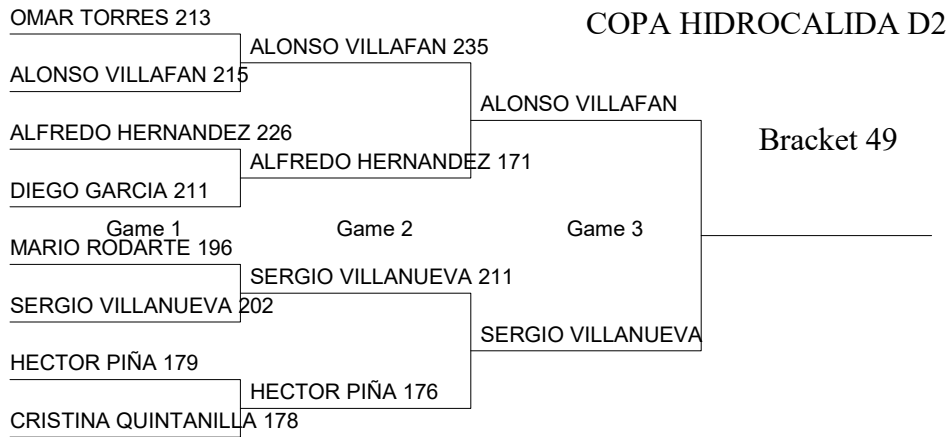 OMAR TORRES 213
COPA HIDROCALIDA D2
ALONSO VILLAFAN 235
ALONSO VILLAFAN 215
ALONSO VILLAFAN
ALFREDO HERNANDEZ 226
Bracket 49
ALFREDO HERNANDEZ 171
DIEGO GARCIA 211
Game 1
Game 2
Game 3
MARIO RODARTE 196
SERGIO VILLANUEVA 211
SERGIO VILLANUEVA 202
SERGIO VILLANUEVA
HECTOR PIÑA 179
HECTOR PIÑA 176
CRISTINA QUINTANILLA 178